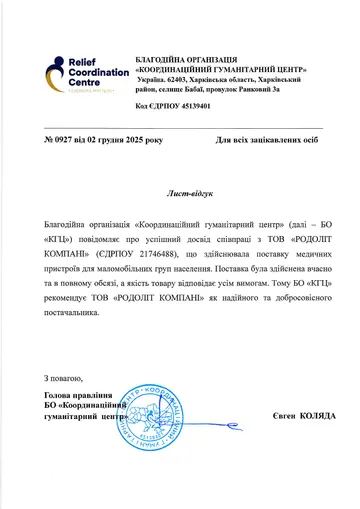 Relief
Coordination
Centre
БЛАГОДІЙНА ОРГАНІЗАЦІЯ
«КООРДИНАЦІЙНИЙ ГУМАНІТАРНИЙ ЦЕНТР»
Україна. 62403, Харківська область, Харківський
район, селище Бабаї, провулок Ранковий 3а
Код ЄДРПОУ 45139401
№ 0927 від 02 грудня 2025 року Для всіх зацікавлених осіб
Лист-відгук
Благодійна організація «Координаційний гуманітарний центр» (далі – БО
«КГЦ») повідомляє про успішний досвід співпраці з ТОВ «РОДОЛІТ
КОМПАНІ» (ЄДРПОУ 21746488), що здійснювала поставку медичних
пристроїв для маломобільних груп населення. Поставка була здійснена вчасно
та в повному обсязі, а якість товару відповідає усім вимогам. Тому БО «КГЦ»
рекомендує ТОВ «РОДОЛІТ КОМПАНІ» як надійного та добросовісного
постачальника.
З повагою,
Голова правління
БО «Координаційний
гуманітарний центр»
Євген КОЛЯДА